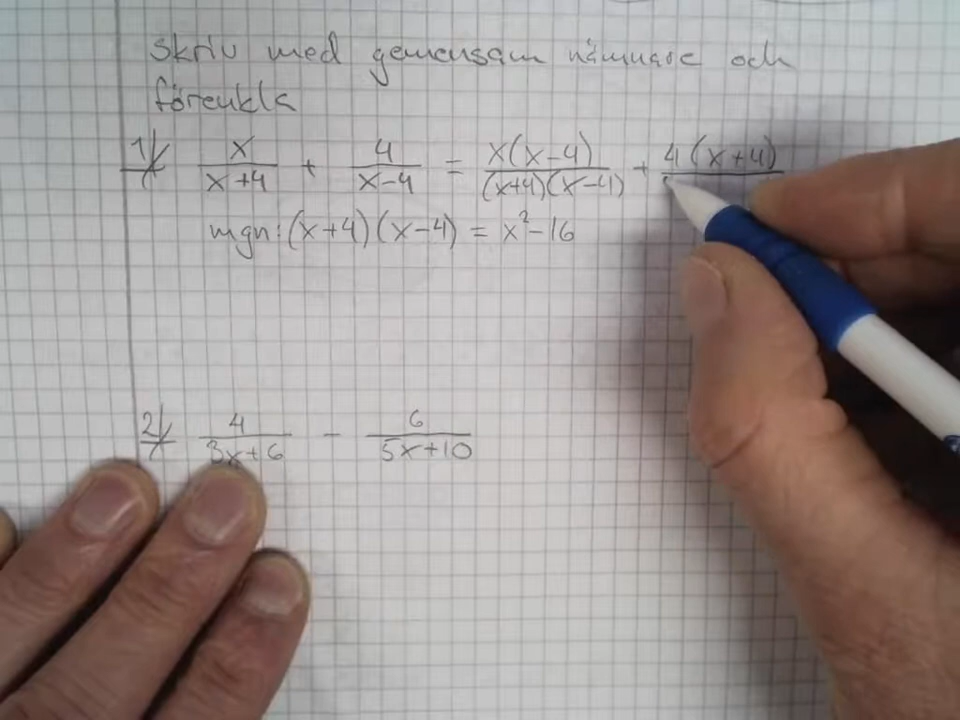 Skriv med gemensam nämnare och
förenkla
1/ x/(x+4) + 4/(x-4) = x(x-4)/((x+4)(x-4)) + 4(x+4)/
mgn: (x+4)(x-4) = x²-16
2/ 4/(3x+6) - 6/(5x+10)